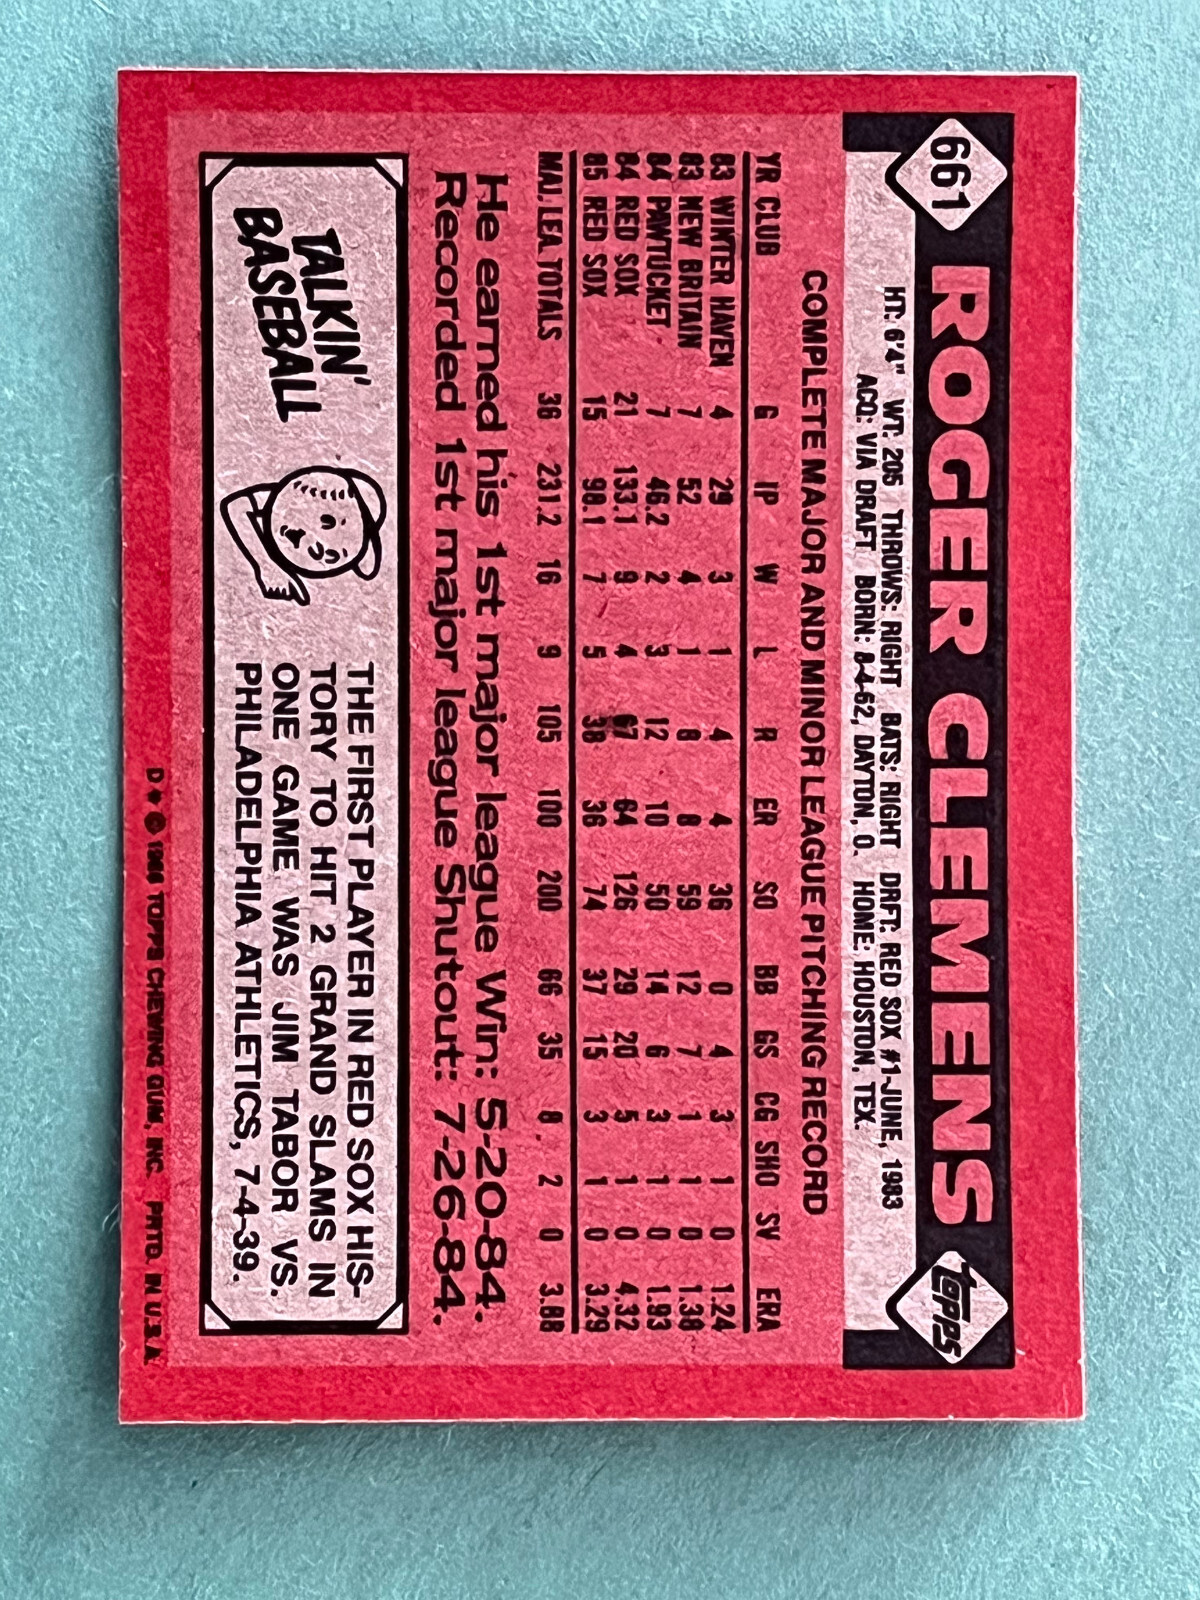 661 ROGER CLEMENS Topps
HT: 6'4" WT: 205 THROWS: RIGHT BATS: RIGHT DRFT: RED SOX #1-JUNE, 1983
ACQ: VIA DRAFT BORN: 8-4-62, DAYTON, O. HOME: HOUSTON, TEX.
COMPLETE MAJOR AND MINOR LEAGUE PITCHING RECORD
YR CLUB G IP W L R ER SO BB GS CG SHO SV ERA
83 WINTER HAVEN 4 29 3 1 4 4 36 0 4 3 1 0 1.24
83 NEW BRITAIN 7 52 4 1 8 8 59 12 7 1 1 0 1.38
84 PAWTUCKET 7 46.2 2 3 12 10 50 14 6 3 1 0 1.93
84 RED SOX 21 133.1 9 4 67 64 126 29 20 5 1 0 4.32
85 RED SOX 15 98.1 7 5 38 36 74 37 15 3 1 0 3.29
MAJ. LEA. TOTALS 36 231.2 16 9 105 100 200 66 35 8 2 0 3.88
He earned his 1st major league Win: 5-20-84.
Recorded 1st major league Shutout: 7-26-84.
TALKIN'
BASEBALL
THE FIRST PLAYER IN RED SOX HIS-
TORY TO HIT 2 GRAND SLAMS IN
ONE GAME WAS JIM TABOR VS.
PHILADELPHIA ATHLETICS, 7-4-39.
D * © 1986 TOPPS CHEWING GUM, INC. PRTD. IN U.S.A.